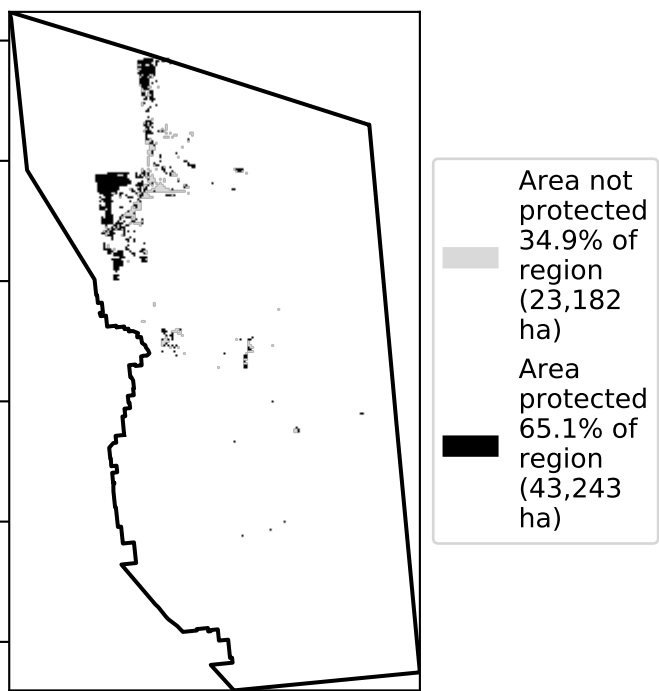 Area not
protected
34.9% of
region
(23,182
ha)
Area
protected
65.1% of
region
(43,243
ha)